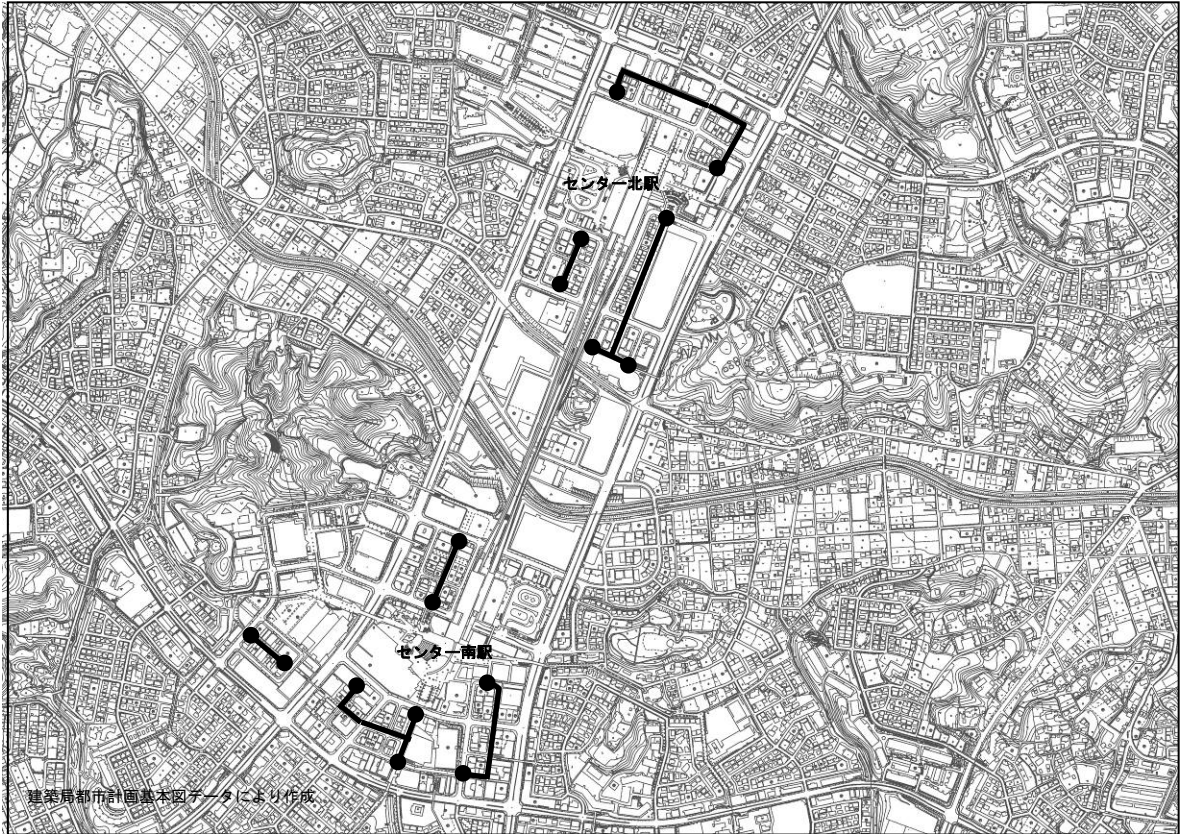 センター北駅
センター南駅
建築局都市計画基本図データにより作成